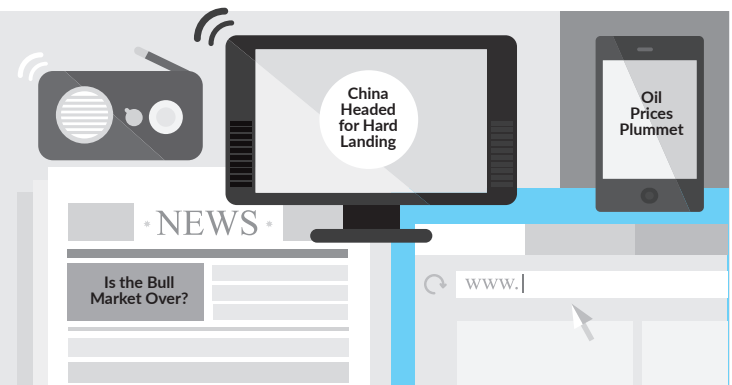 China
Headed
for Hard
Landing
Oil
Prices
Plummet
NEWS
Is the Bull
Market Over?
www.